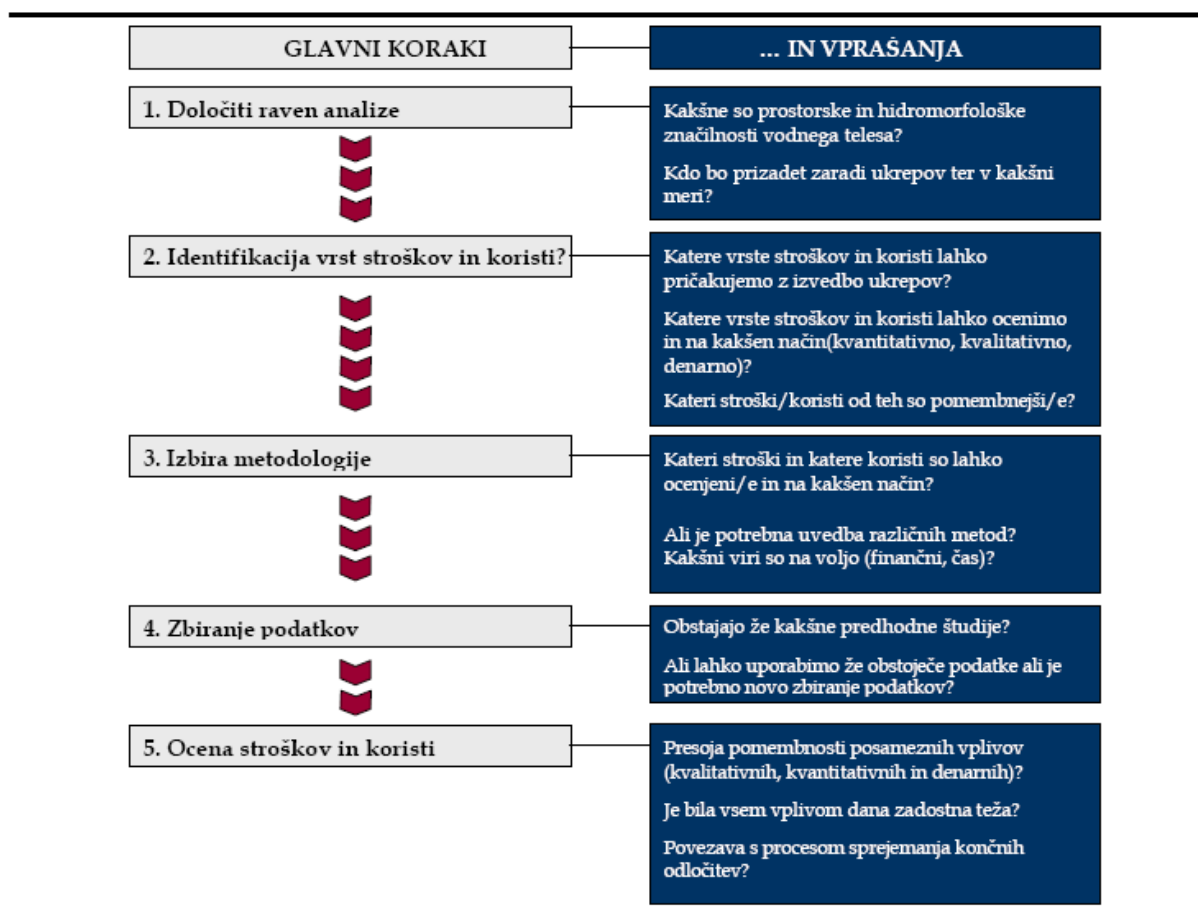 GLAVNI KORAKI
... IN VPRAŠANJA
1. Določiti raven analize
Kakšne so prostorske in hidromorfološke
značilnosti vodnega telesa?
Kdo bo prizadet zaradi ukrepov ter v kakšni
meri?
2. Identifikacija vrst stroškov in koristi?
Katere vrste stroškov in koristi lahko
pričakujemo z izvedbo ukrepov?
Katere vrste stroškov in koristi lahko ocenimo
in na kakšen način(kvantitativno, kvalitativno,
denarno)?
Kateri stroški/koristi od teh so pomembnejši/e?
3. Izbira metodologije
Kateri stroški in katere koristi so lahko
ocenjeni/e in na kakšen način?
Ali je potrebna uvedba različnih metod?
Kakšni viri so na voljo (finančni, čas)?
4. Zbiranje podatkov
Obstajajo že kakšne predhodne študije?
Ali lahko uporabimo že obstoječe podatke ali je
potrebno novo zbiranje podatkov?
5. Ocena stroškov in koristi
Presoja pomembnosti posameznih vplivov
(kvalitativnih, kvantitativnih in denarnih)?
Je bila vsem vplivom dana zadostna teža?
Povezava s procesom sprejemanja končnih
odločitev?